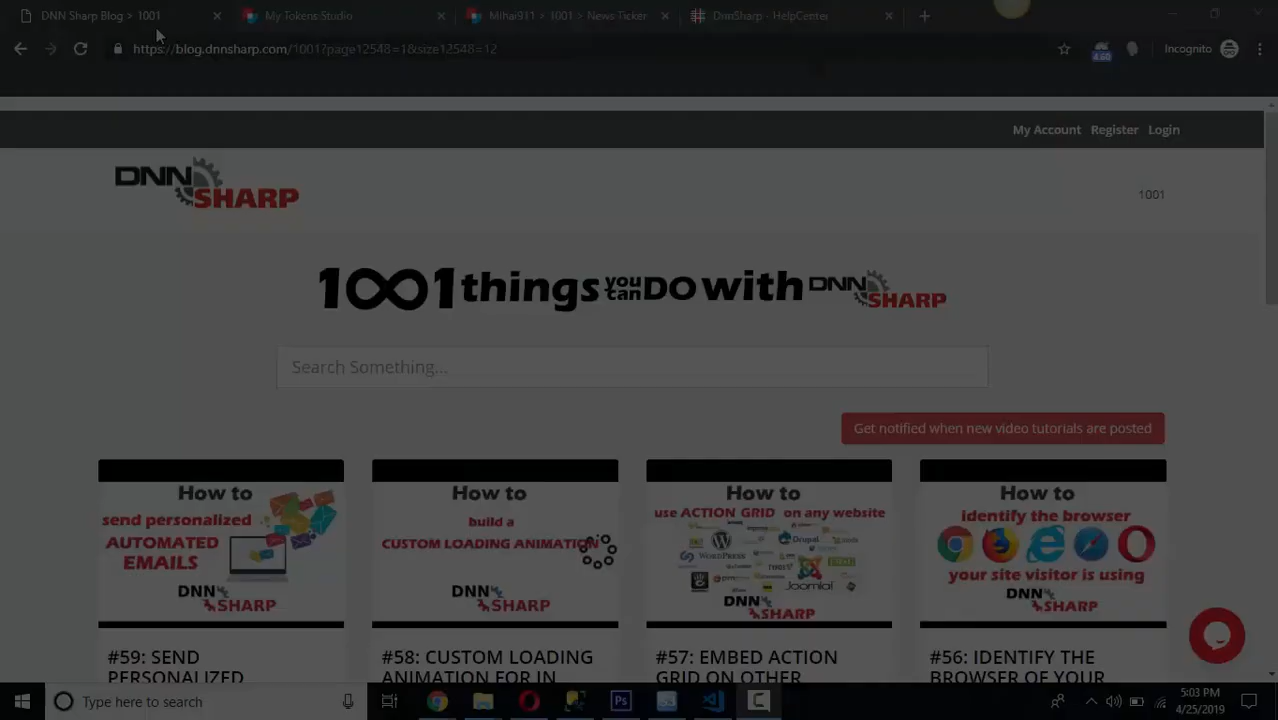 DNN Sharp Blog > 1001
My Tokens Studio
Mihai911 > 1001 > News Ticker
DnnSharp - HelpCenter
https://blog.dnnsharp.com/1001?page12548=1&size12548=12
4.60
Incognito
My Account Register Login
DNN
SHARP
1001
1001 things you can DO with DNN SHARP
Search Something...
Get notified when new video tutorials are posted
How to
send personalized
AUTOMATED
EMAILS
DNN
SHARP
How to
build a
CUSTOM LOADING ANIMATION
DNN
SHARP
How to
use ACTION GRID on any website
WORDPRESS
Drupal
Joomla!
DNN
SHARP
How to
identify the browser
your site visitor is using
DNN
SHARP
#59: SEND
PERSONALIZED
#58: CUSTOM LOADING
ANIMATION FOR IN
#57: EMBED ACTION
GRID ON OTHER
#56: IDENTIFY THE
BROWSER OF YOUR
Type here to search
5:03 PM
4/25/2019